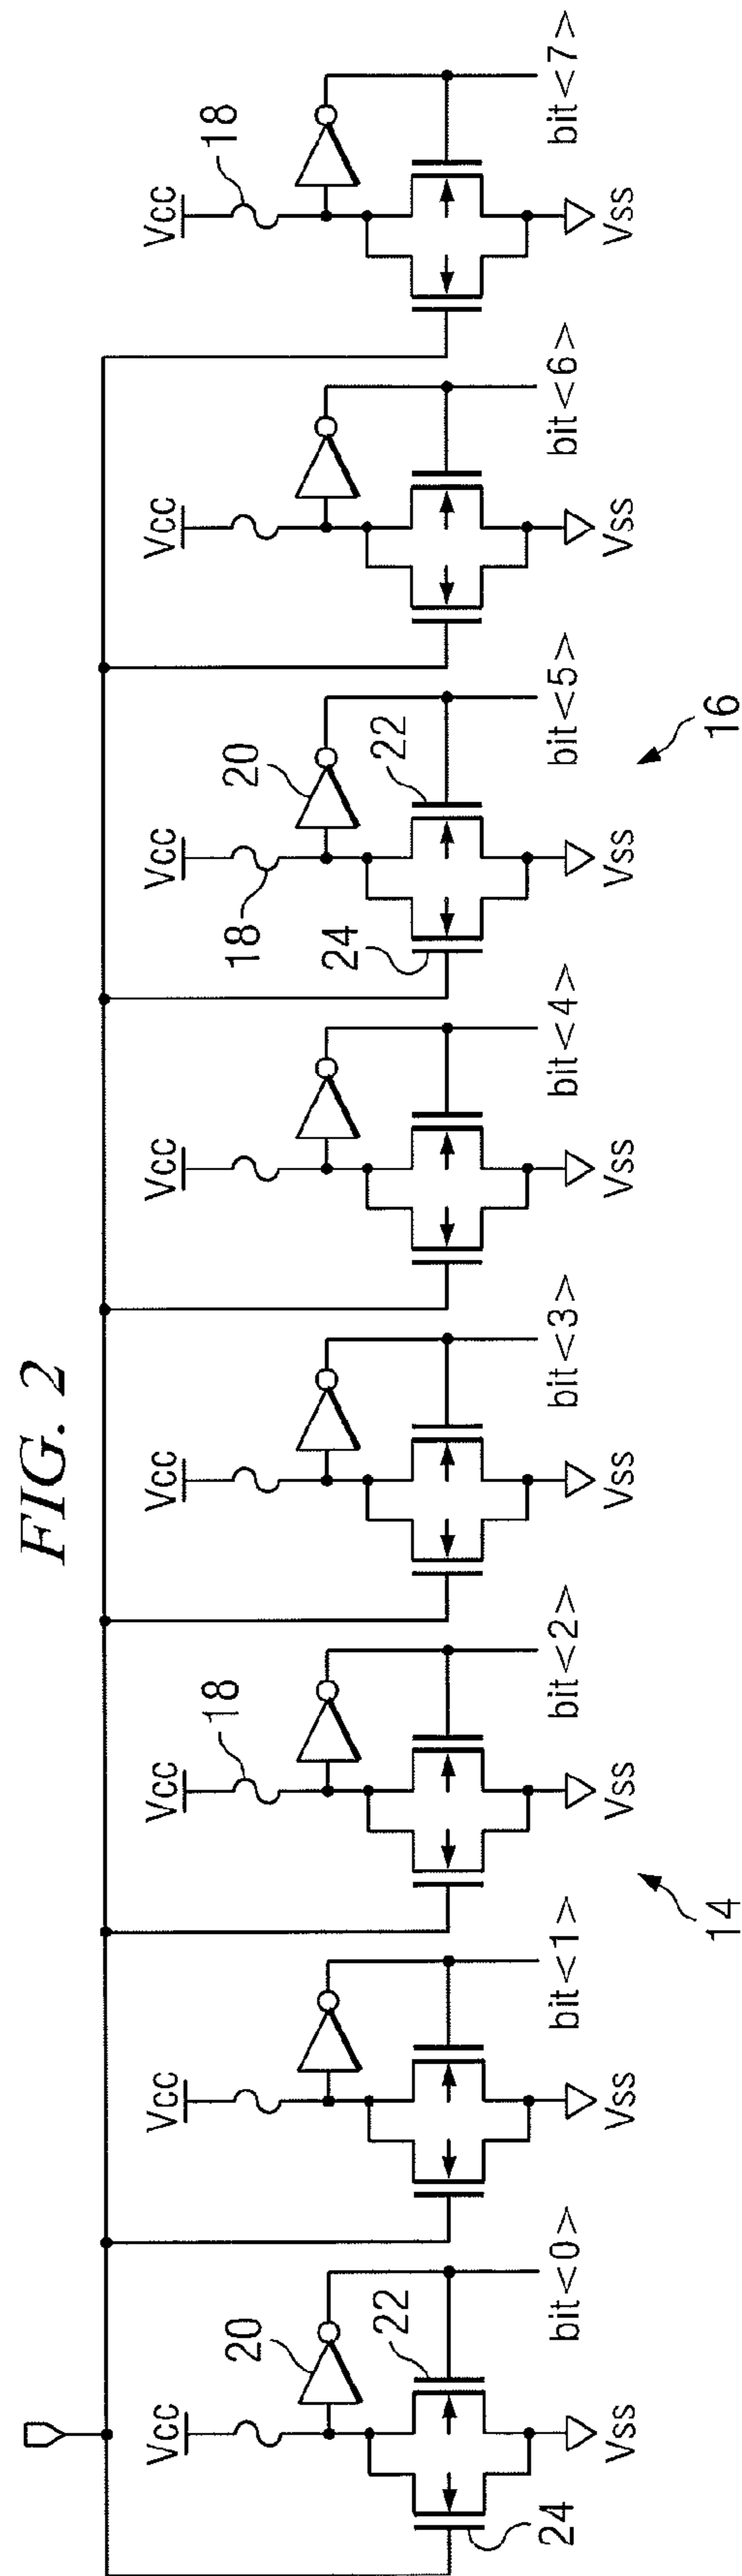 FIG. 2
Vcc
Vcc
Vcc
Vcc
Vcc
Vcc
Vcc
Vcc
18
18
18
20
20
22
22
24
24
Vss
Vss
Vss
Vss
Vss
Vss
Vss
Vss
bit<0>
bit<1>
bit<2>
bit<3>
bit<4>
bit<5>
bit<6>
bit<7>
14
16